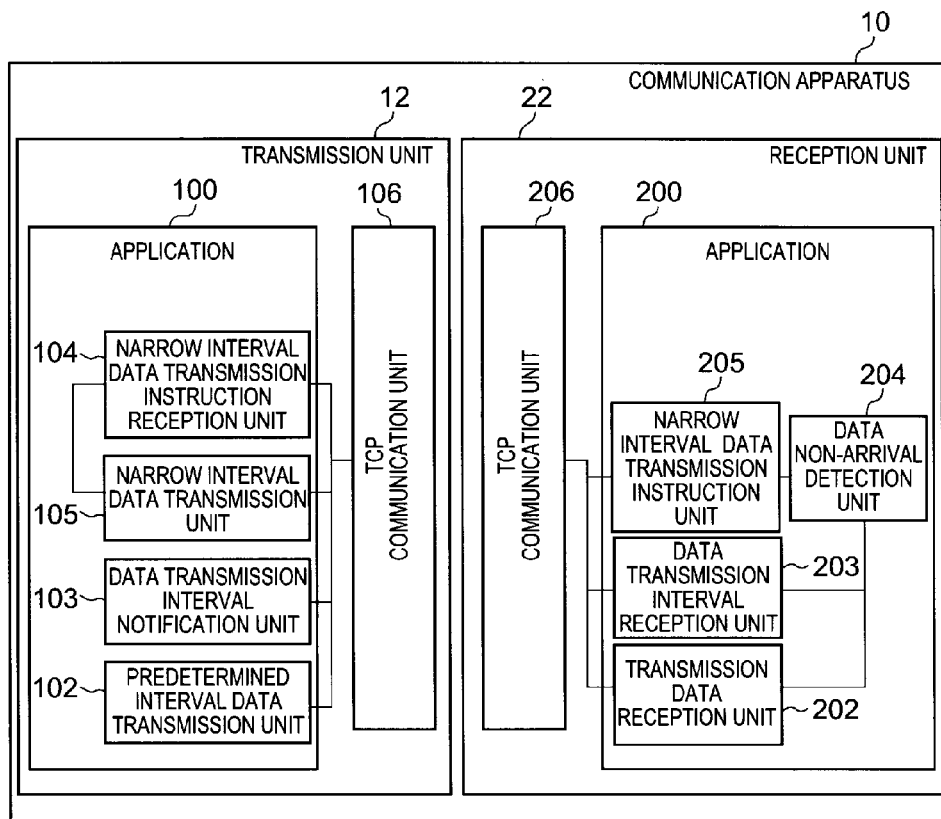 10
COMMUNICATION APPARATUS
12
TRANSMISSION UNIT
100
106
APPLICATION
104
NARROW INTERVAL
DATA TRANSMISSION
INSTRUCTION
RECEPTION UNIT
105
NARROW INTERVAL
DATA TRANSMISSION
UNIT
103
DATA TRANSMISSION
INTERVAL
NOTIFICATION UNIT
102
PREDETERMINED
INTERVAL DATA
TRANSMISSION UNIT
TCP
COMMUNICATION UNIT
22
RECEPTION UNIT
206
200
TCP
COMMUNICATION UNIT
APPLICATION
205
NARROW
INTERVAL DATA
TRANSMISSION
INSTRUCTION
UNIT
204
DATA
NON-ARRIVAL
DETECTION
UNIT
DATA
TRANSMISSION
INTERVAL
RECEPTION UNIT
203
TRANSMISSION
DATA
RECEPTION UNIT
202